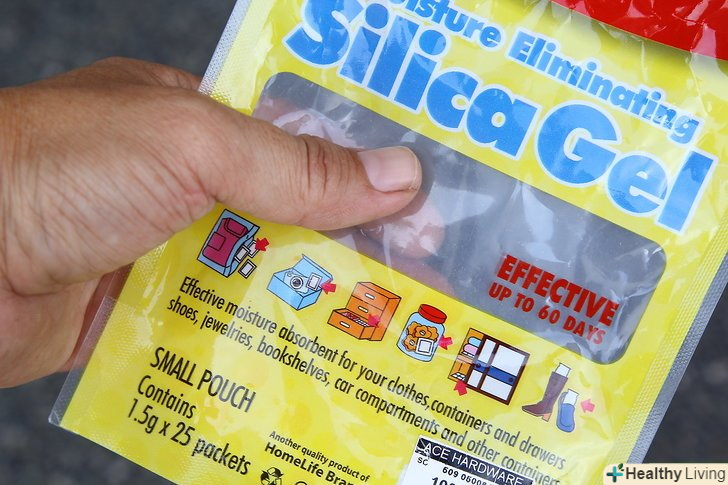 Moisture Eliminating
Silica Gel
EFFECTIVE
UP TO 60 DAYS
Effective moisture absorbent for your clothes, containers and drawers
shoes, jewelries, bookshelves, car compartments and other containers
SMALL POUCH
Contains
1.5g x 25 packets
Another quality product of
HomeLife Bra
ACE HARDWARE
SC
Healthy Living